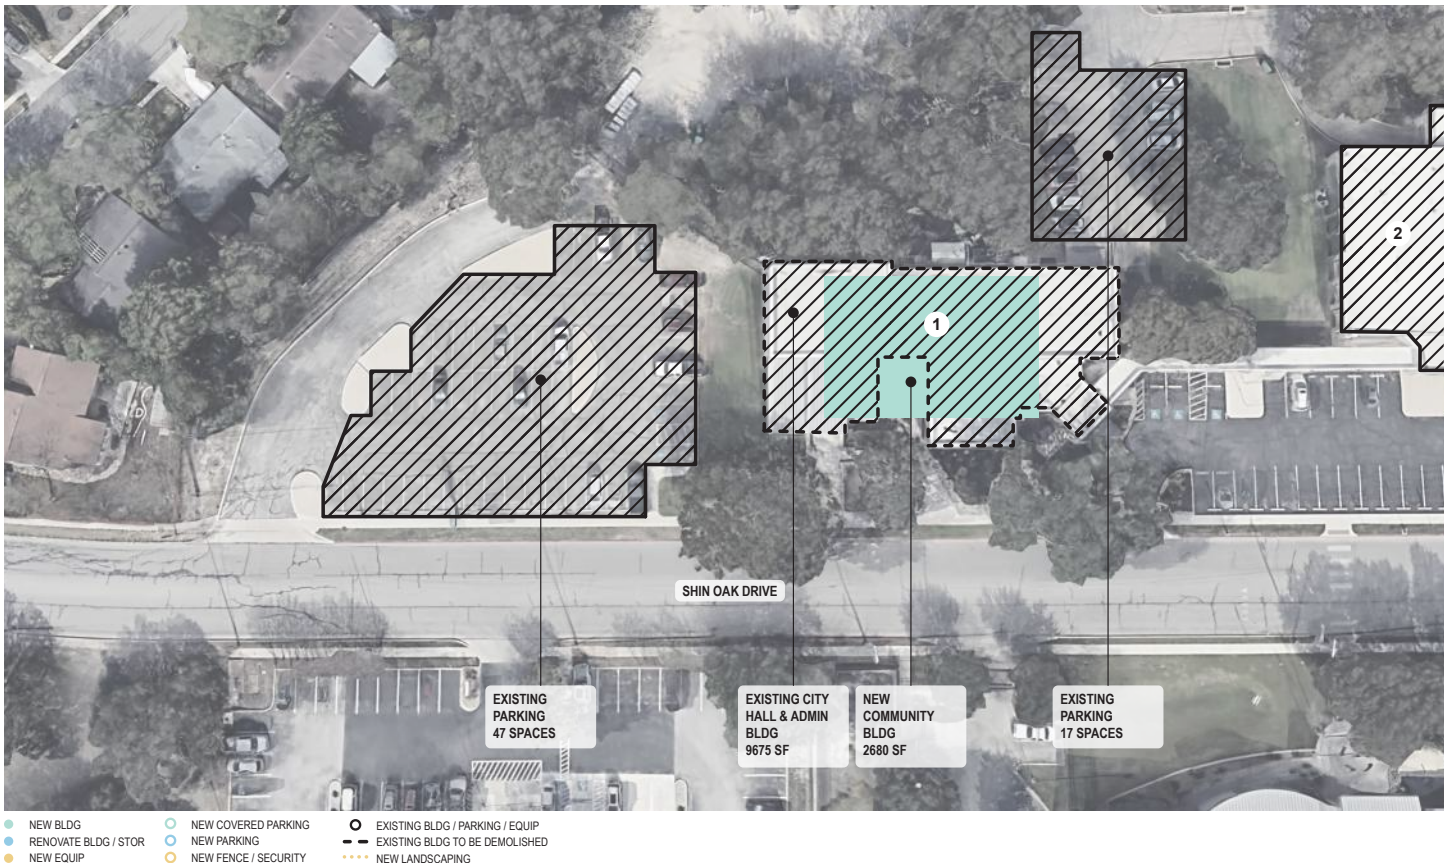 2
1
SHIN OAK DRIVE
EXISTING
PARKING
47 SPACES
EXISTING CITY
HALL & ADMIN
BLDG
9675 SF
NEW
COMMUNITY
BLDG
2680 SF
EXISTING
PARKING
17 SPACES
NEW BLDG
RENOVATE BLDG / STOR
NEW EQUIP
NEW COVERED PARKING
NEW PARKING
NEW FENCE / SECURITY
EXISTING BLDG / PARKING / EQUIP
EXISTING BLDG TO BE DEMOLISHED
NEW LANDSCAPING